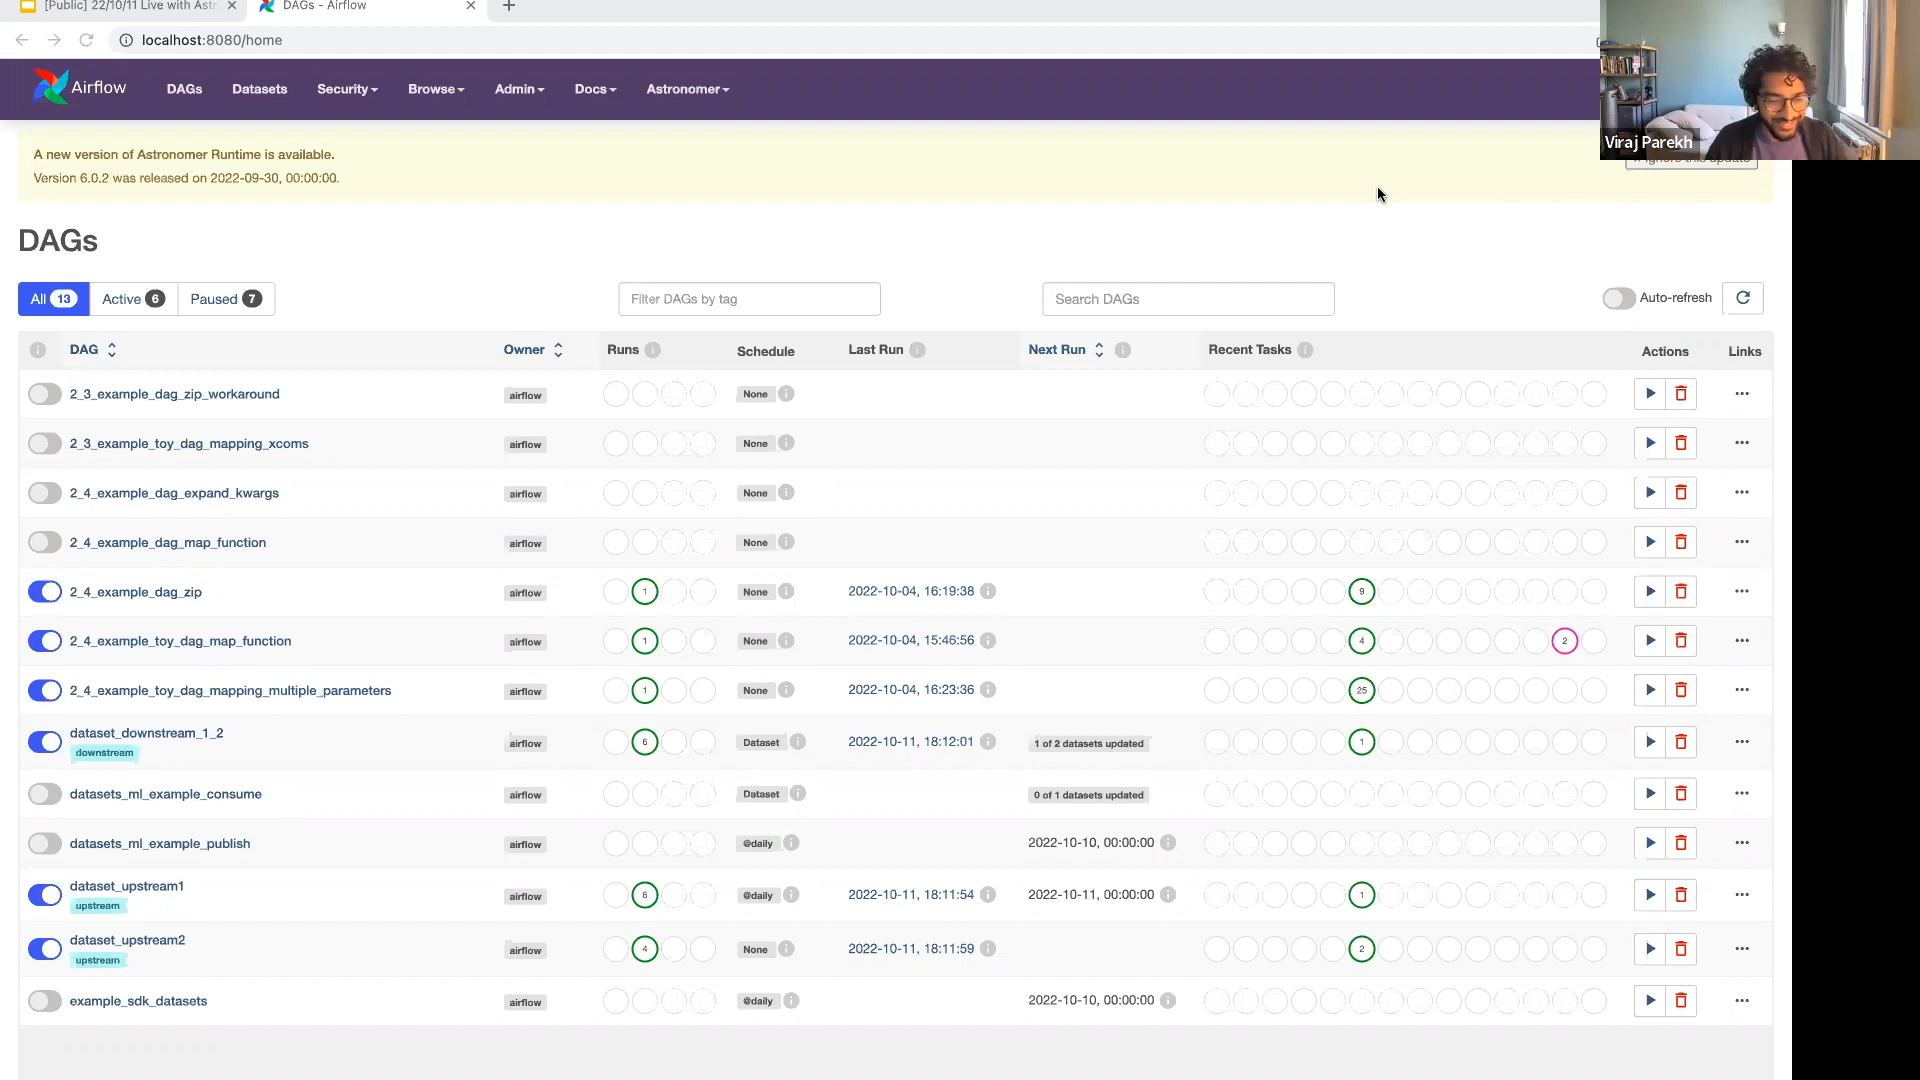 [Public] 22/10/11 Live with Ast
DAGs - Airflow
localhost:8080/home
Airflow DAGs Datasets Security Browse Admin Docs Astronomer
Viraj Parekh
A new version of Astronomer Runtime is available.
Version 6.0.2 was released on 2022-09-30, 00:00:00.
DAGs
All 13 Active 6 Paused 7 Filter DAGs by tag Search DAGs Auto-refresh
DAG Owner Runs Schedule Last Run Next Run Recent Tasks Actions Links
2_3_example_dag_zip_workaround airflow None
2_3_example_toy_dag_mapping_xcoms airflow None
2_4_example_dag_expand_kwargs airflow None
2_4_example_dag_map_function airflow None
2_4_example_dag_zip airflow 1 None 2022-10-04, 16:19:38 9
2_4_example_toy_dag_map_function airflow 1 None 2022-10-04, 15:46:56 4 2
2_4_example_toy_dag_mapping_multiple_parameters airflow 1 None 2022-10-04, 16:23:36 25
dataset_downstream_1_2 airflow 6 Dataset 2022-10-11, 18:12:01 1 of 2 datasets updated 1
downstream
datasets_ml_example_consume airflow Dataset 0 of 1 datasets updated
datasets_ml_example_publish airflow @daily 2022-10-10, 00:00:00
dataset_upstream1 airflow 6 @daily 2022-10-11, 18:11:54 2022-10-11, 00:00:00 1
upstream
dataset_upstream2 airflow 4 None 2022-10-11, 18:11:59 2
upstream
example_sdk_datasets airflow @daily 2022-10-10, 00:00:00